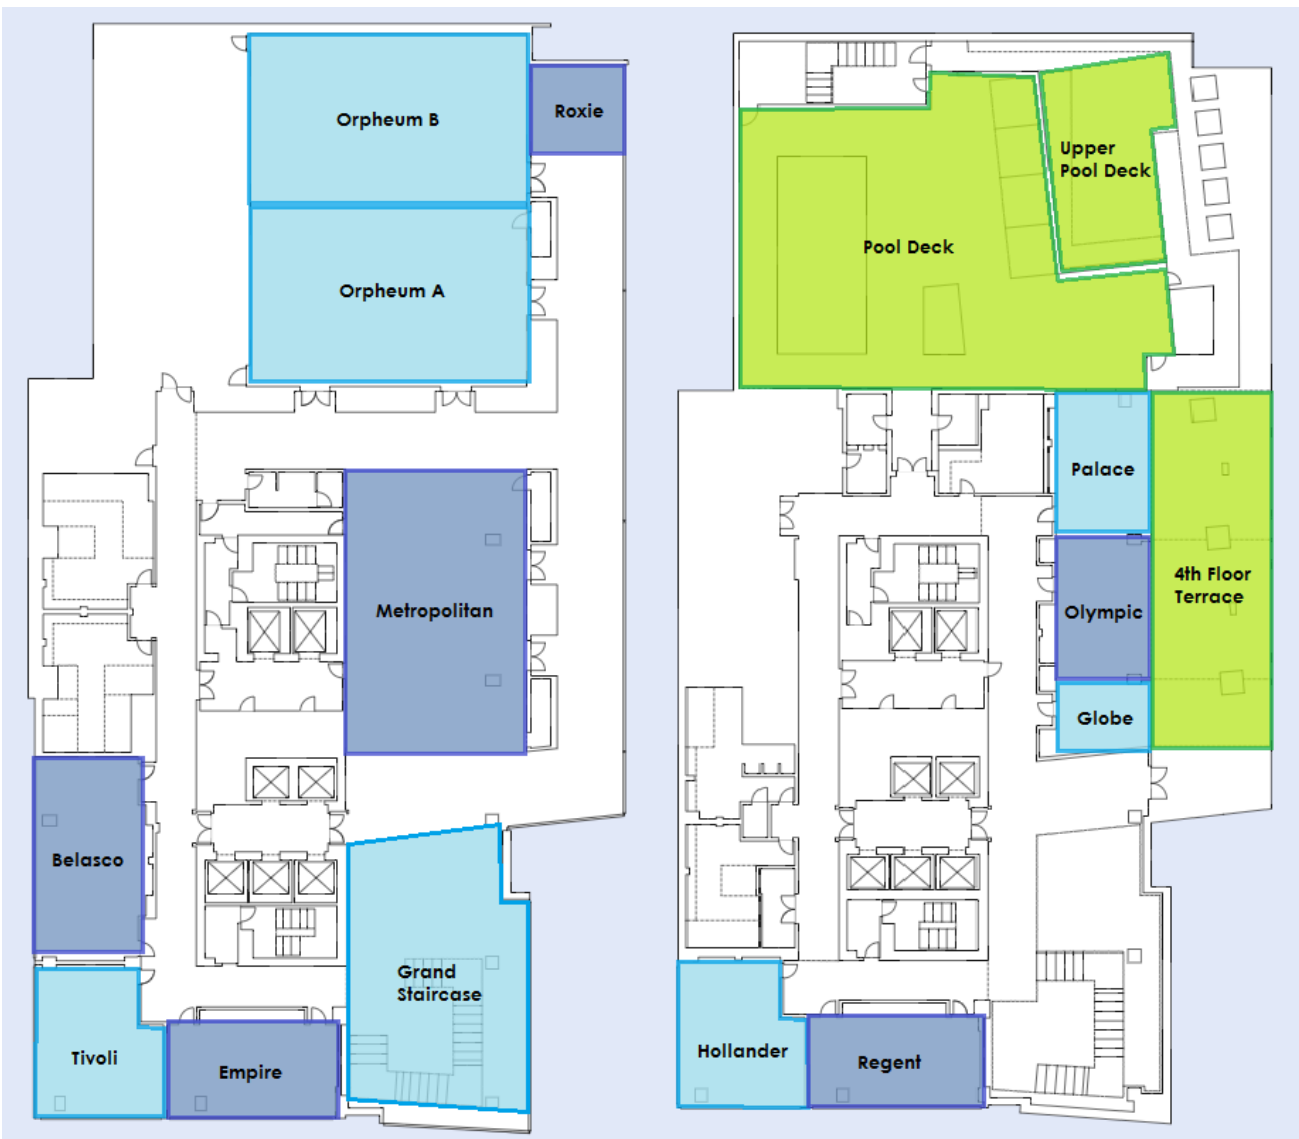 Orpheum B
Roxie
Orpheum A
Metropolitan
Belasco
Grand
Staircase
Tivoli
Empire
Upper
Pool Deck
Pool Deck
Palace
4th Floor
Terrace
Olympic
Globe
Hollander
Regent